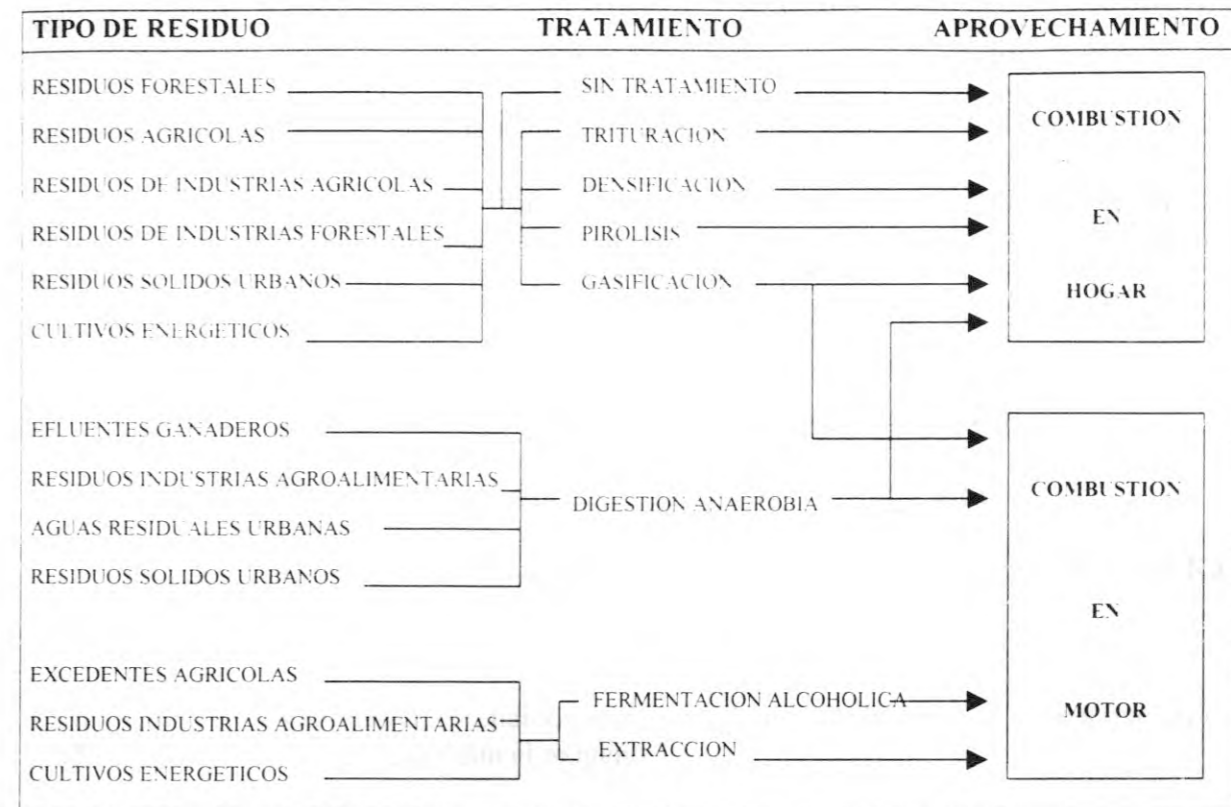 TIPO DE RESIDUO TRATAMIENTO APROVECHAMIENTO
RESIDUOS FORESTALES
RESIDUOS AGRICOLAS
RESIDUOS DE INDUSTRIAS AGRICOLAS
RESIDUOS DE INDUSTRIAS FORESTALES
RESIDUOS SOLIDOS URBANOS
CULTIVOS ENERGETICOS
SIN TRATAMIENTO
TRITURACION
DENSIFICACION
PIROLISIS
GASIFICACION
COMBUSTION
EN
HOGAR
EFLUENTES GANADEROS
RESIDUOS INDUSTRIAS AGROALIMENTARIAS
AGUAS RESIDUALES URBANAS
RESIDUOS SOLIDOS URBANOS
DIGESTION ANAEROBIA
EXCEDENTES AGRICOLAS
RESIDUOS INDUSTRIAS AGROALIMENTARIAS
CULTIVOS ENERGETICOS
FERMENTACION ALCOHOLICA
EXTRACCION
COMBUSTION
EN
MOTOR